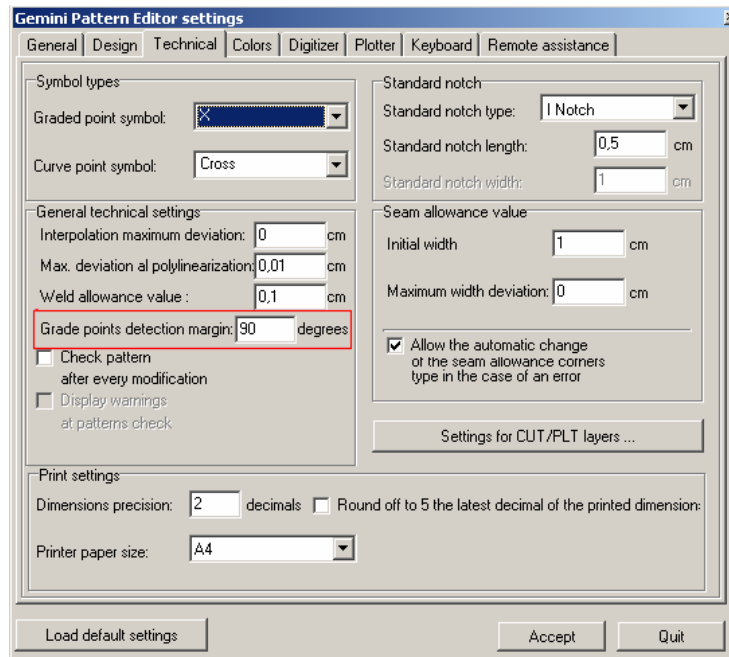 Gemini Pattern Editor settings
General Design Technical Colors Digitizer Plotter Keyboard Remote assistance
Symbol types
Graded point symbol: X
Curve point symbol: Cross
Standard notch
Standard notch type: I Notch
Standard notch length: 0,5 cm
Standard notch width: 1 cm
General technical settings
Interpolation maximum deviation: 0 cm
Max. deviation al polylinearization: 0,01 cm
Weld allowance value : 0,1 cm
Grade points detection margin: 90 degrees
Check pattern
after every modification
Display warnings
at patterns check
Seam allowance value
Initial width 1 cm
Maximum width deviation: 0 cm
Allow the automatic change
of the seam allowance corners
type in the case of an error
Settings for CUT/PLT layers ...
Print settings
Dimensions precision: 2 decimals Round off to 5 the latest decimal of the printed dimension:
Printer paper size: A4
Load default settings Accept Quit